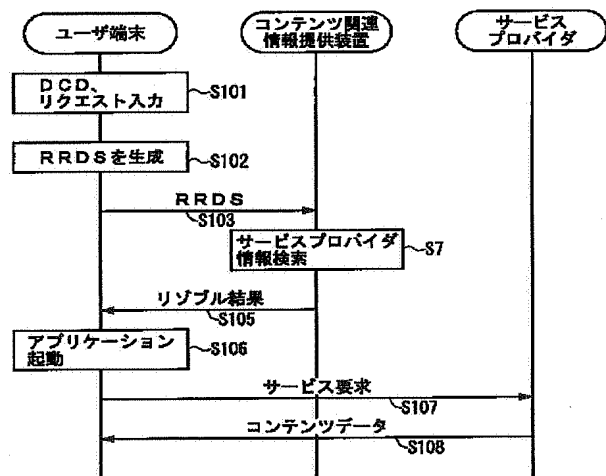 ユーザ端末
コンテンツ関連
情報提供装置
サービス
プロバイダ
DCD、
リクエスト入力
S101
RRDSを生成
S102
RRDS
S103
サービスプロバイダ
情報検索
S7
リゾブル結果
S105
アプリケーション
起動
S106
サービス要求
S107
コンテンツデータ
S108